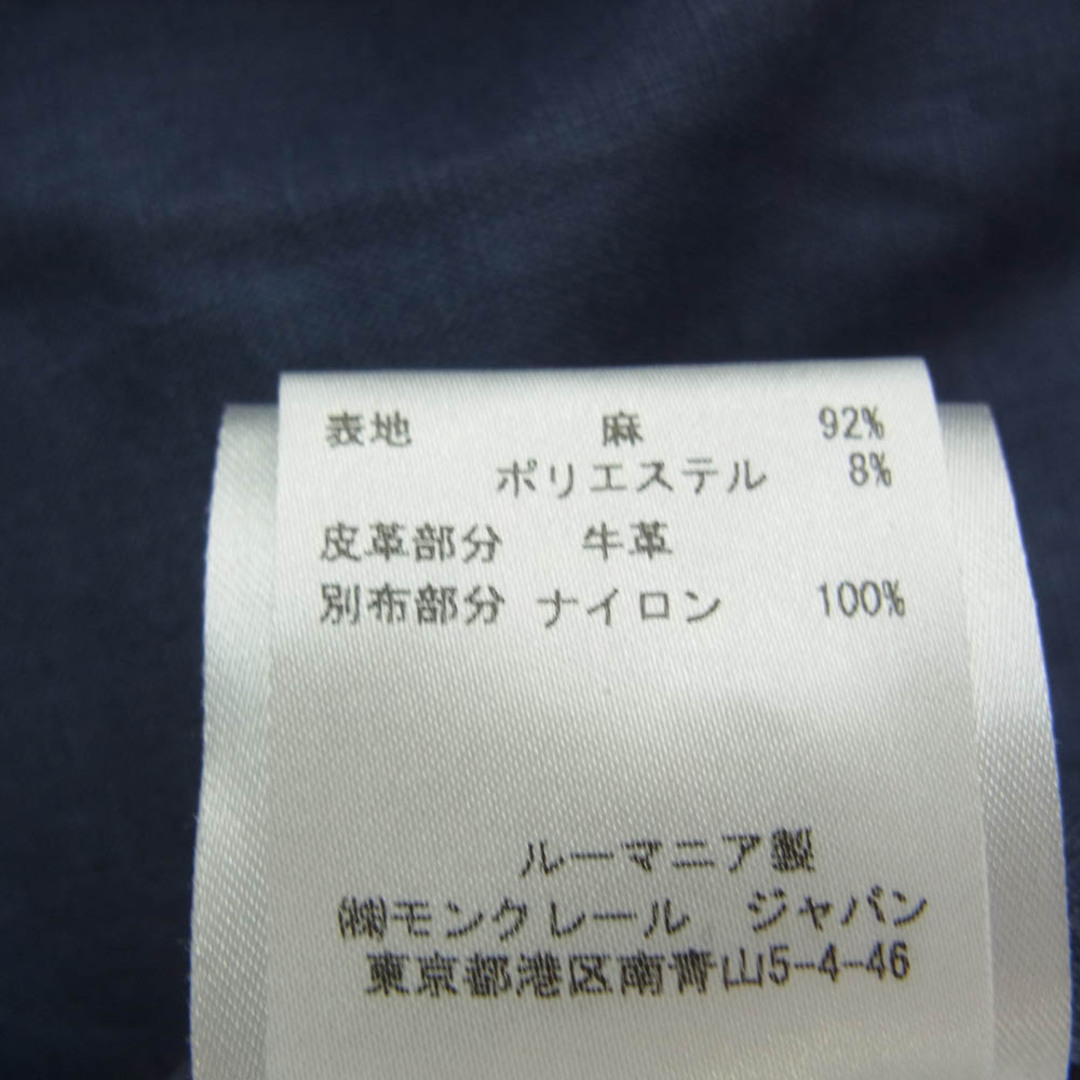 表地 麻 92%
ポリエステル 8%
皮革部分 牛革
別布部分 ナイロン 100%
ルーマニア製
㈱モンクレール ジャパン
東京都港区南青山5-4-46